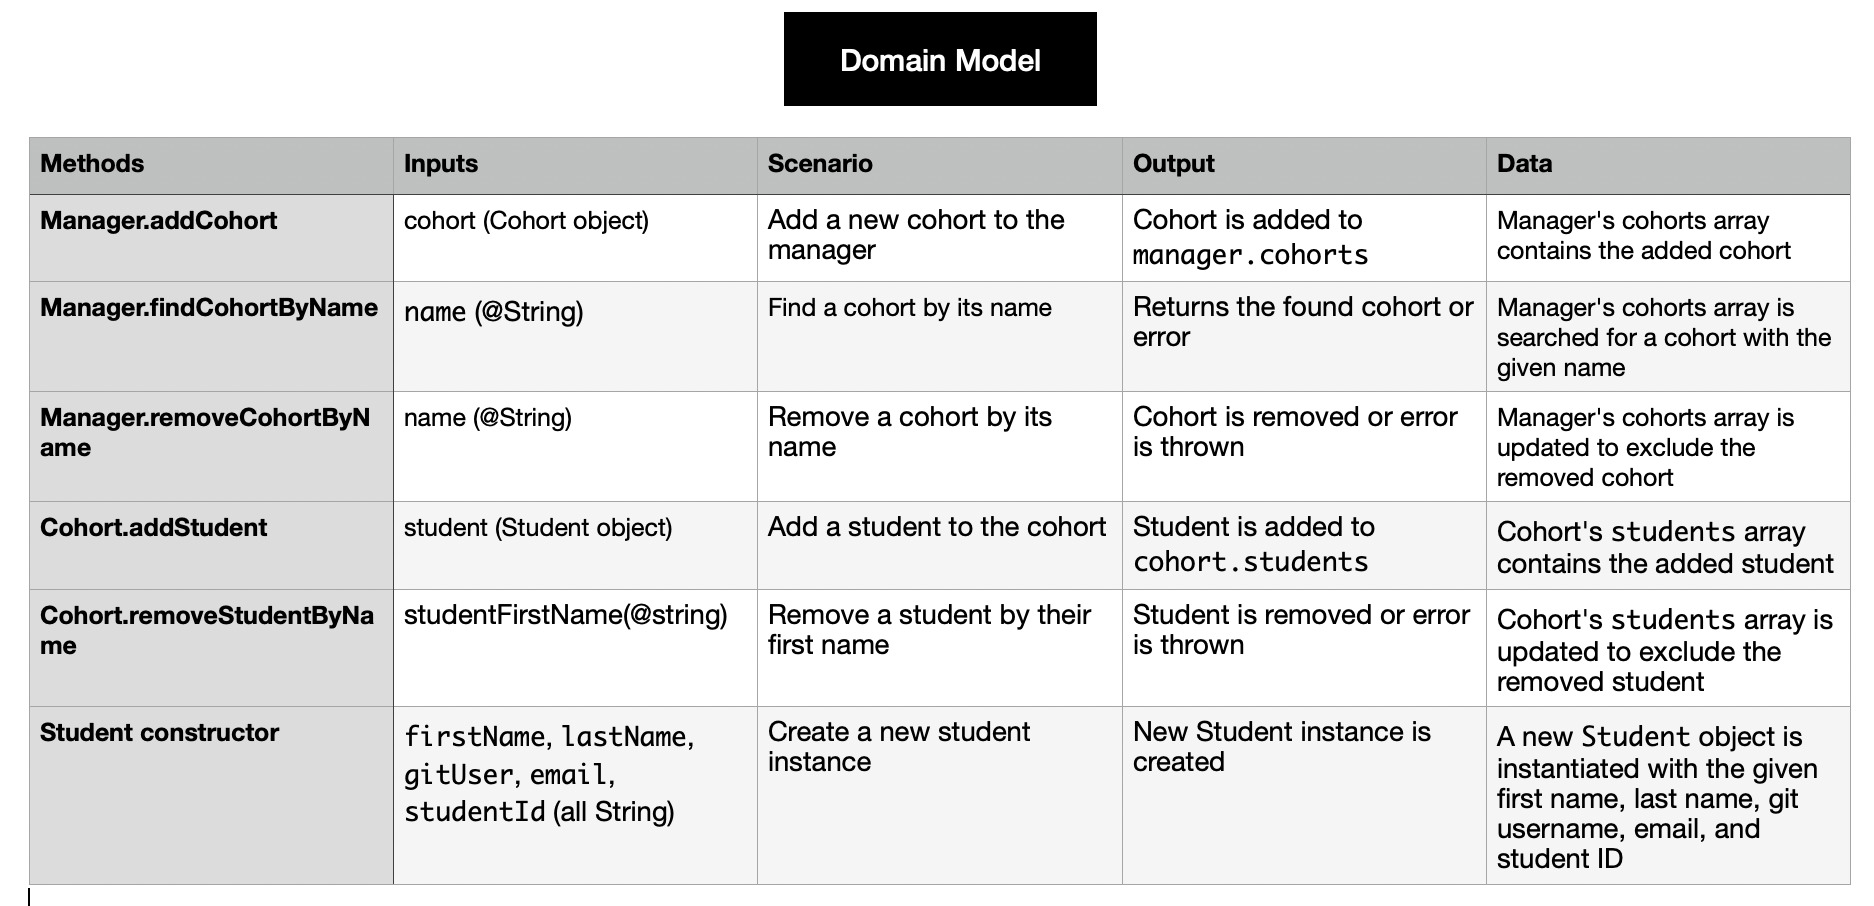 Domain Model
Methods
Inputs
Scenario
Output
Data
Manager.addCohort
cohort (Cohort object)
Add a new cohort to the
manager
Cohort is added to
manager.cohorts
Manager's cohorts array
contains the added cohort
Manager.findCohortByName
name (@String)
Find a cohort by its name
Returns the found cohort or
error
Manager's cohorts array is
searched for a cohort with the
given name
Manager.removeCohortByN
ame
name (@String)
Remove a cohort by its
name
Cohort is removed or error
is thrown
Manager's cohorts array is
updated to exclude the
removed cohort
Cohort.addStudent
student (Student object)
Add a student to the cohort
Student is added to
cohort.students
Cohort's students array
contains the added student
Cohort.removeStudentByNa
me
studentFirstName(@string)
Remove a student by their
first name
Student is removed or error
is thrown
Cohort's students array is
updated to exclude the
removed student
Student constructor
firstName, lastName,
gitUser, email,
studentId (all String)
Create a new student
instance
New Student instance is
created
A new Student object is
instantiated with the given
first name, last name, git
username, email, and
student ID